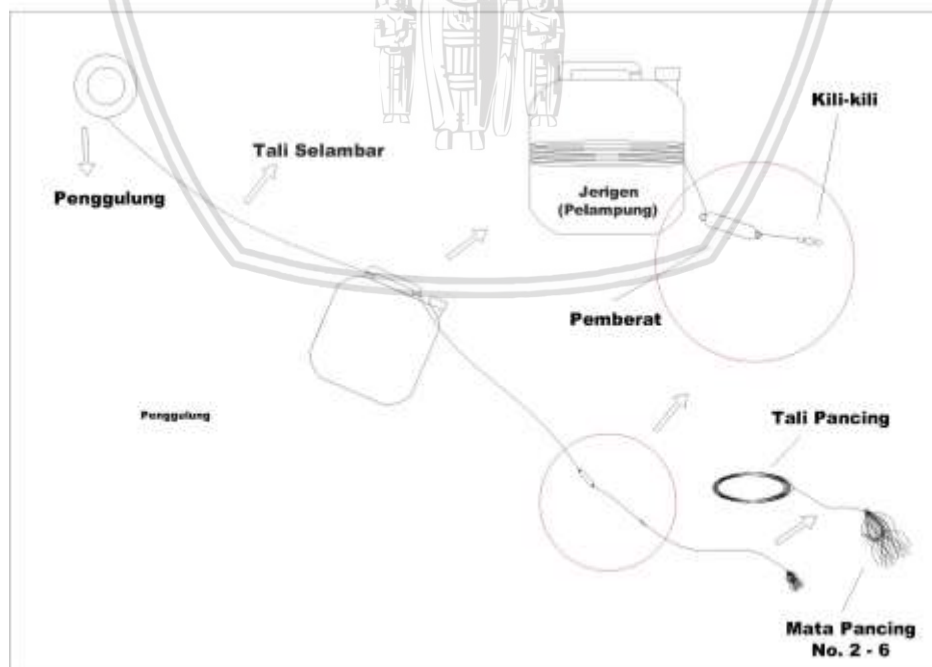 Kili-kili
Tali Selambar
Penggulung
Jerigen
(Pelampung)
Pemberat
Penggulung
Tali Pancing
Mata Pancing
No. 2 - 6